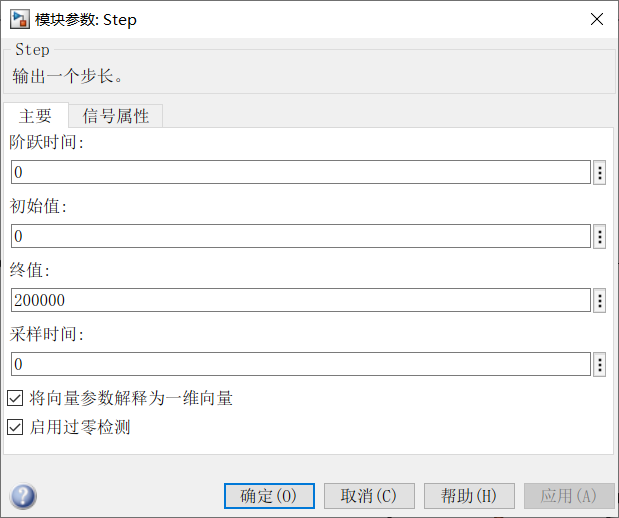 模块参数: Step
Step
输出一个步长。
主要 信号属性
阶跃时间:
0
初始值:
0
终值:
200000
采样时间:
0
将向量参数解释为一维向量
启用过零检测
确定(O) 取消(C) 帮助(H) 应用(A)